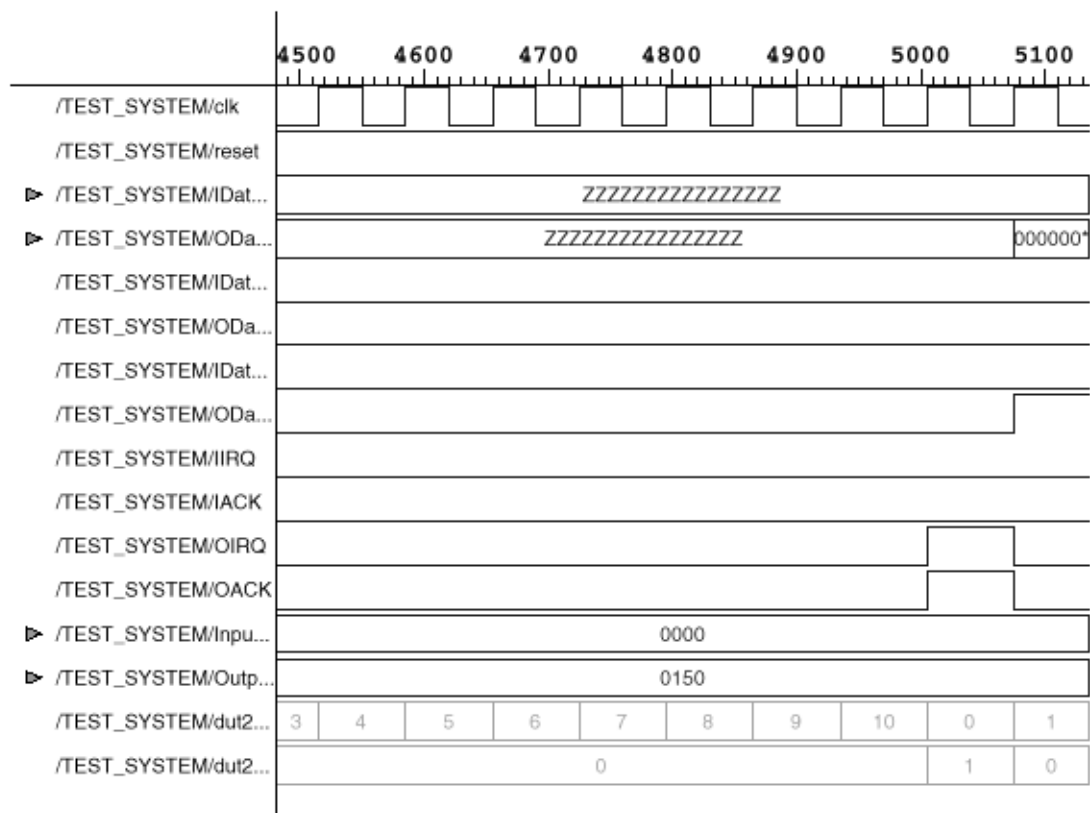 4500 4600 4700 4800 4900 5000 5100
/TEST_SYSTEM/clk
/TEST_SYSTEM/reset
/TEST_SYSTEM/IDat... ZZZZZZZZZZZZZZZZ
/TEST_SYSTEM/ODa... ZZZZZZZZZZZZZZZZ 000000*
/TEST_SYSTEM/IDat...
/TEST_SYSTEM/ODa...
/TEST_SYSTEM/IDat...
/TEST_SYSTEM/ODa...
/TEST_SYSTEM/IIRQ
/TEST_SYSTEM/IACK
/TEST_SYSTEM/OIRQ
/TEST_SYSTEM/OACK
/TEST_SYSTEM/Inpu... 0000
/TEST_SYSTEM/Outp... 0150
/TEST_SYSTEM/dut2... 3 4 5 6 7 8 9 10 0 1
/TEST_SYSTEM/dut2... 0 1 0